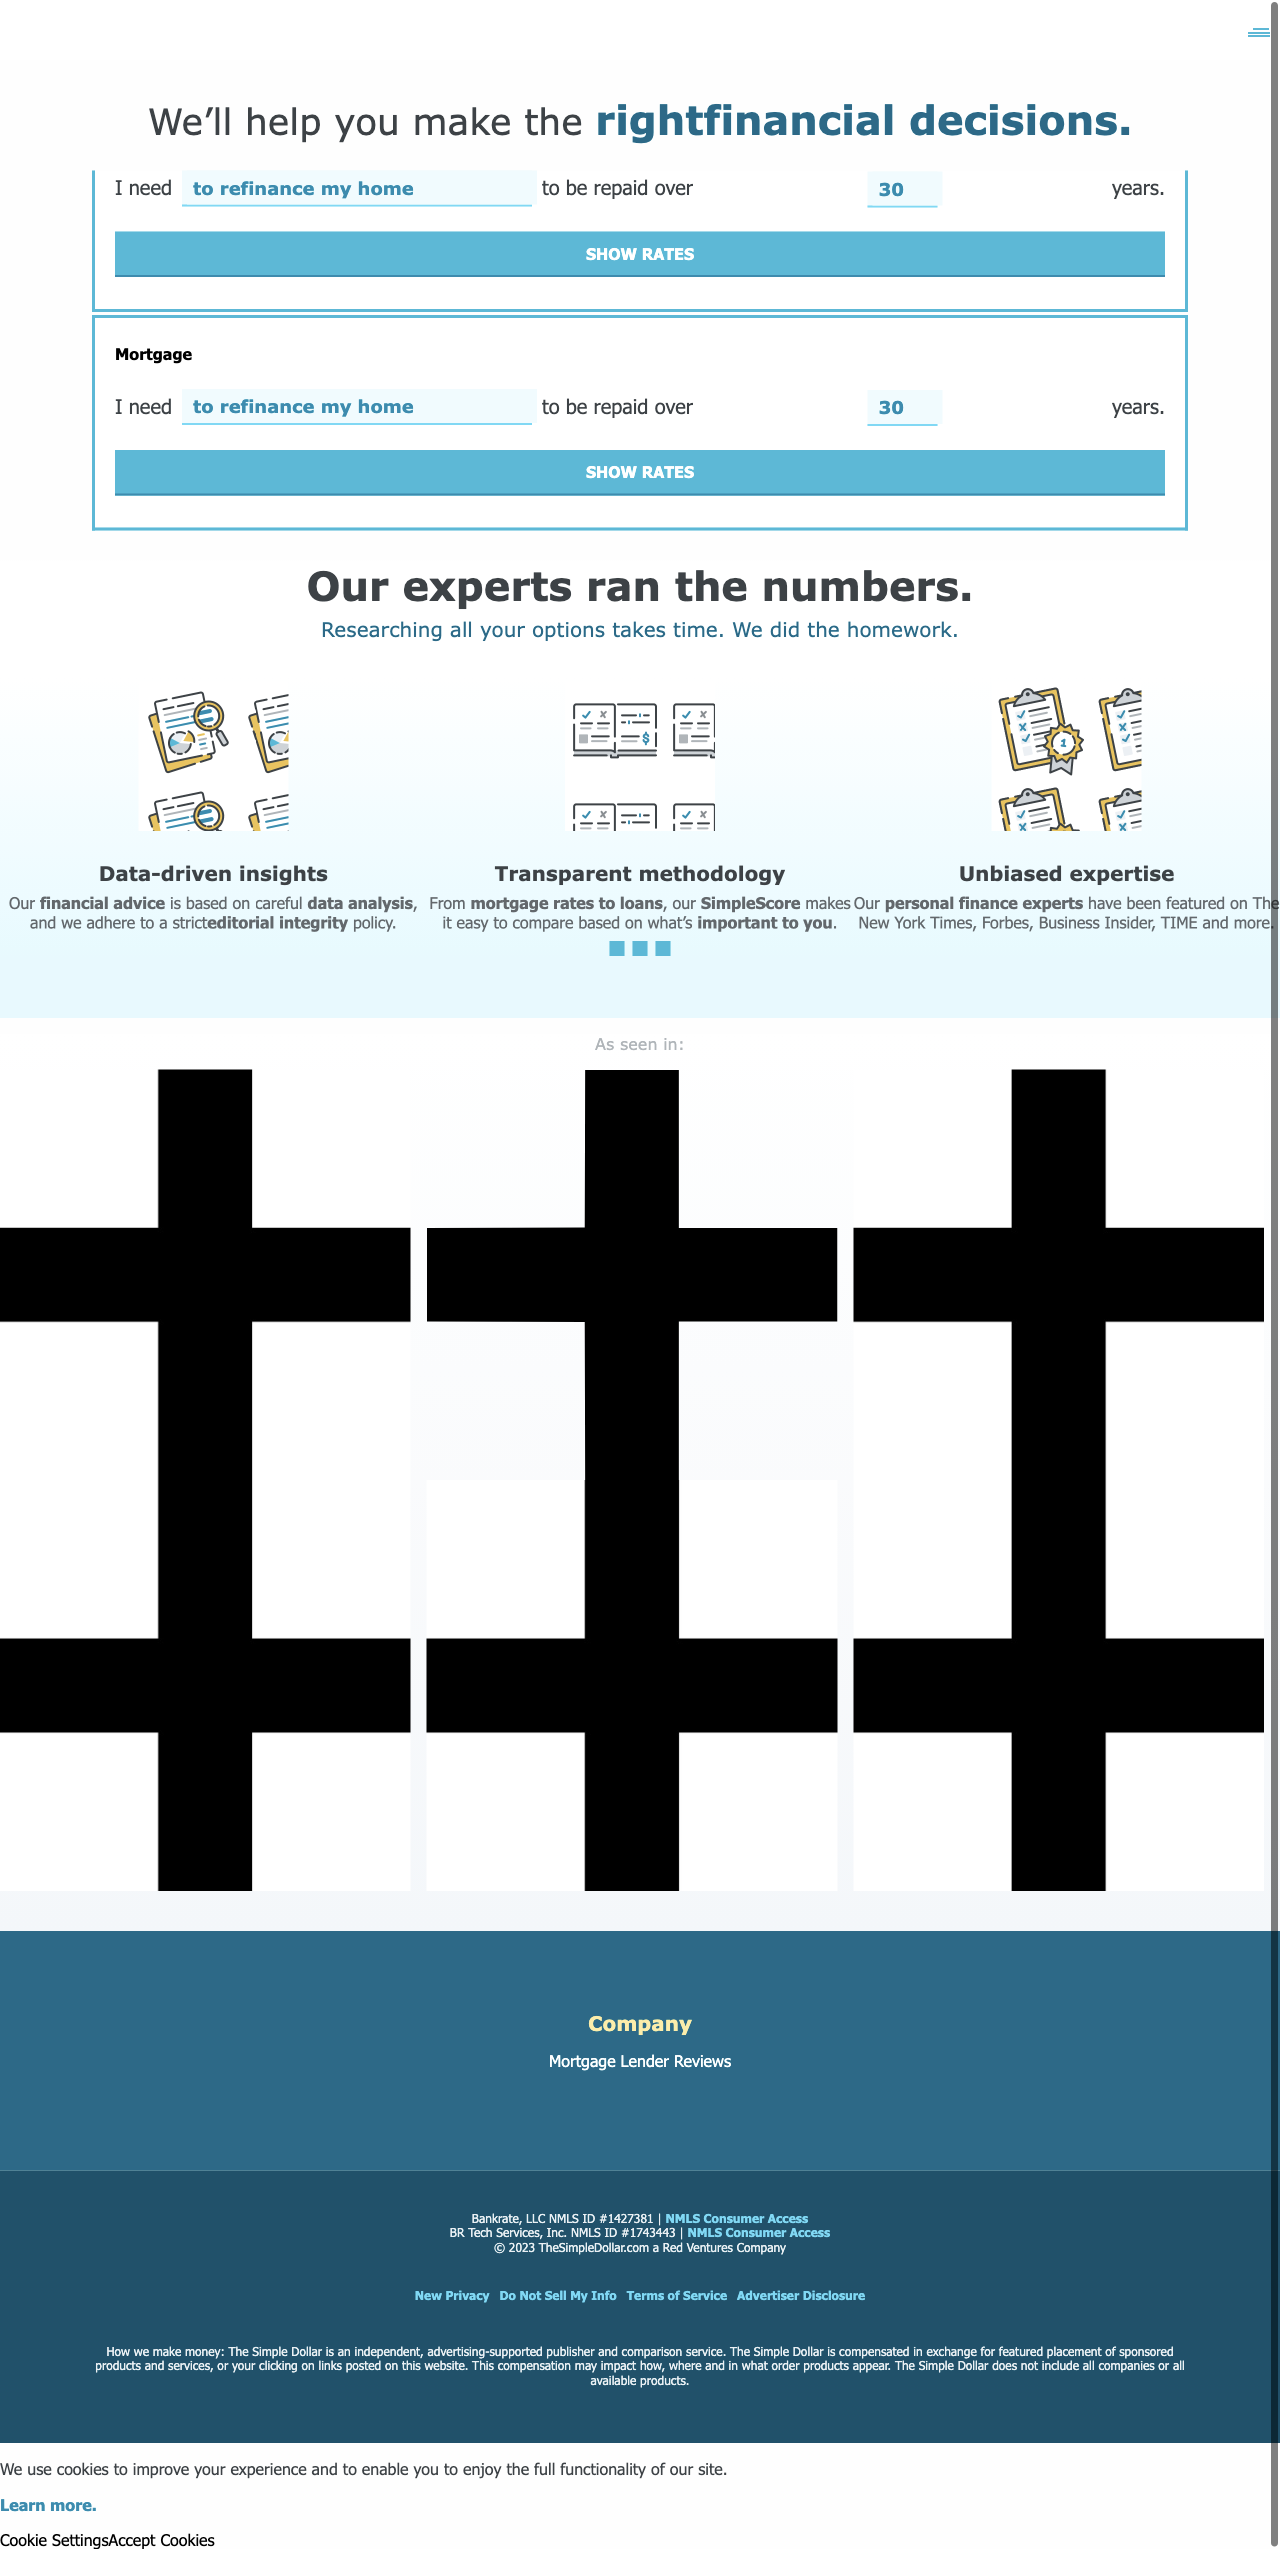 We’ll help you make the rightfinancial decisions.
I need to refinance my home to be repaid over 30 years.
SHOW RATES
Mortgage
I need to refinance my home to be repaid over 30 years.
SHOW RATES
Our experts ran the numbers.
Researching all your options takes time. We did the homework.
Data-driven insights
Our financial advice is based on careful data analysis,
and we adhere to a stricteditorial integrity policy.
Transparent methodology
From mortgage rates to loans, our SimpleScore makes
it easy to compare based on what’s important to you.
Unbiased expertise
Our personal finance experts have been featured on The
New York Times, Forbes, Business Insider, TIME and more.
As seen in:
Company
Mortgage Lender Reviews
Bankrate, LLC NMLS ID #1427381 | NMLS Consumer Access
BR Tech Services, Inc. NMLS ID #1743443 | NMLS Consumer Access
© 2023 TheSimpleDollar.com a Red Ventures Company
New Privacy Do Not Sell My Info Terms of Service Advertiser Disclosure
How we make money: The Simple Dollar is an independent, advertising-supported publisher and comparison service. The Simple Dollar is compensated in exchange for featured placement of sponsored
products and services, or your clicking on links posted on this website. This compensation may impact how, where and in what order products appear. The Simple Dollar does not include all companies or all
available products.
We use cookies to improve your experience and to enable you to enjoy the full functionality of our site.
Learn more.
Cookie SettingsAccept Cookies